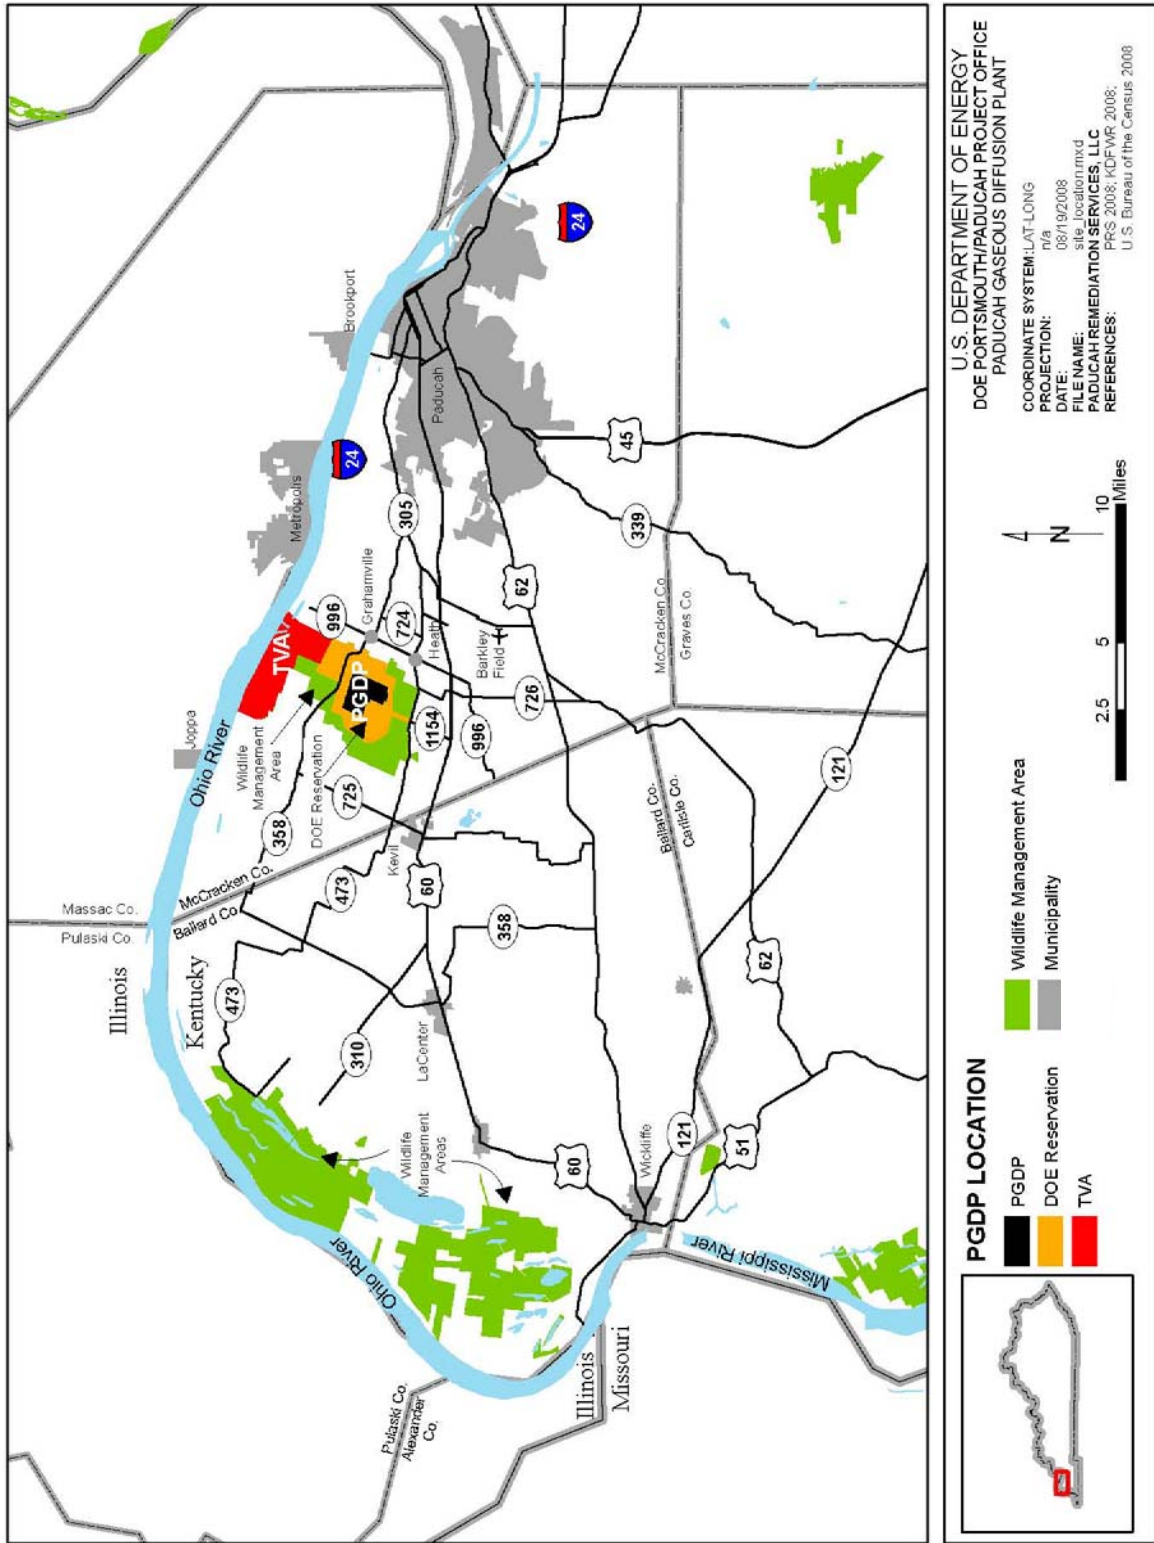 Illinois
Kentucky
Massac Co.
Pulaski Co.
McCracken Co.
Ballard Co.
Joppa
Ohio River
TVA
Metropolis
Brookport
24
Wildlife
Management
Area
DOE Reservation
PGDP
996
Grahamville
305
724
Heath
358
725
473
1154
Kevil
60
996
726
Barkley
Field
Paducah
62
24
45
339
McCracken Co.
Graves Co.
473
310
LaCenter
358
Wildlife
Management
Areas
Ohio River
60
Pulaski Co.
Alexander
Co.
Illinois
Missouri
Wickliffe
121
51
Mississippi River
Ballard Co.
Carlisle Co.
62
121
PGDP LOCATION
PGDP
DOE Reservation
TVA
Wildlife Management Area
Municipality
N
2.5
5
10
Miles
U.S. DEPARTMENT OF ENERGY
DOE PORTSMOUTH/PADUCAH PROJECT OFFICE
PADUCAH GASEOUS DIFFUSION PLANT
COORDINATE SYSTEM: LAT-LONG
PROJECTION: n/a
DATE: 08/19/2008
FILE NAME: site_location.mxd
PADUCAH REMEDIATION SERVICES, LLC
REFERENCES: PRS 2008; KDFWR 2008;
U.S. Bureau of the Census 2008